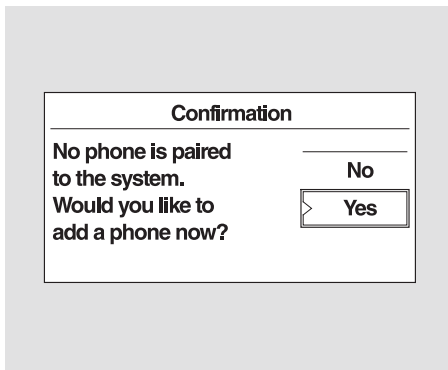 Confirmation
No phone is paired
to the system.
Would you like to
add a phone now?
No
Yes